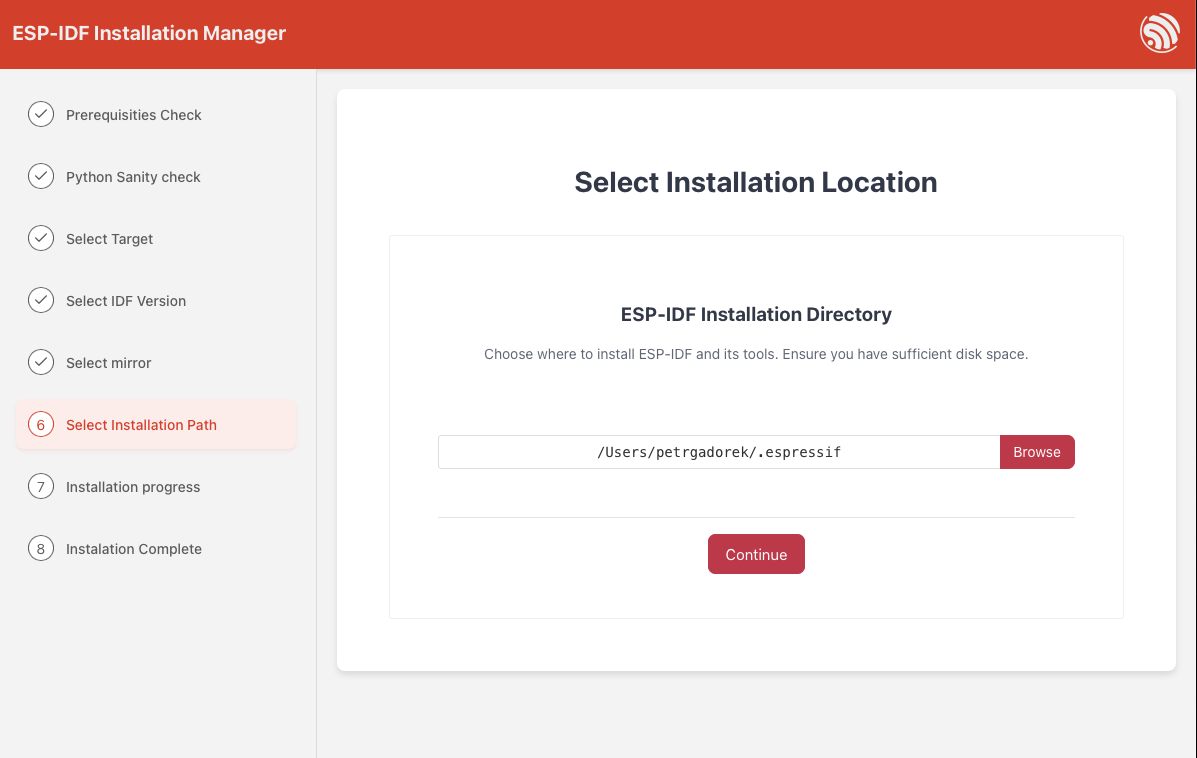 ESP-IDF Installation Manager
Prerequisities Check
Python Sanity check
Select Target
Select IDF Version
Select mirror
6 Select Installation Path
7 Installation progress
8 Instalation Complete
Select Installation Location
ESP-IDF Installation Directory
Choose where to install ESP-IDF and its tools. Ensure you have sufficient disk space.
/Users/petrgadorek/.espressif Browse
Continue